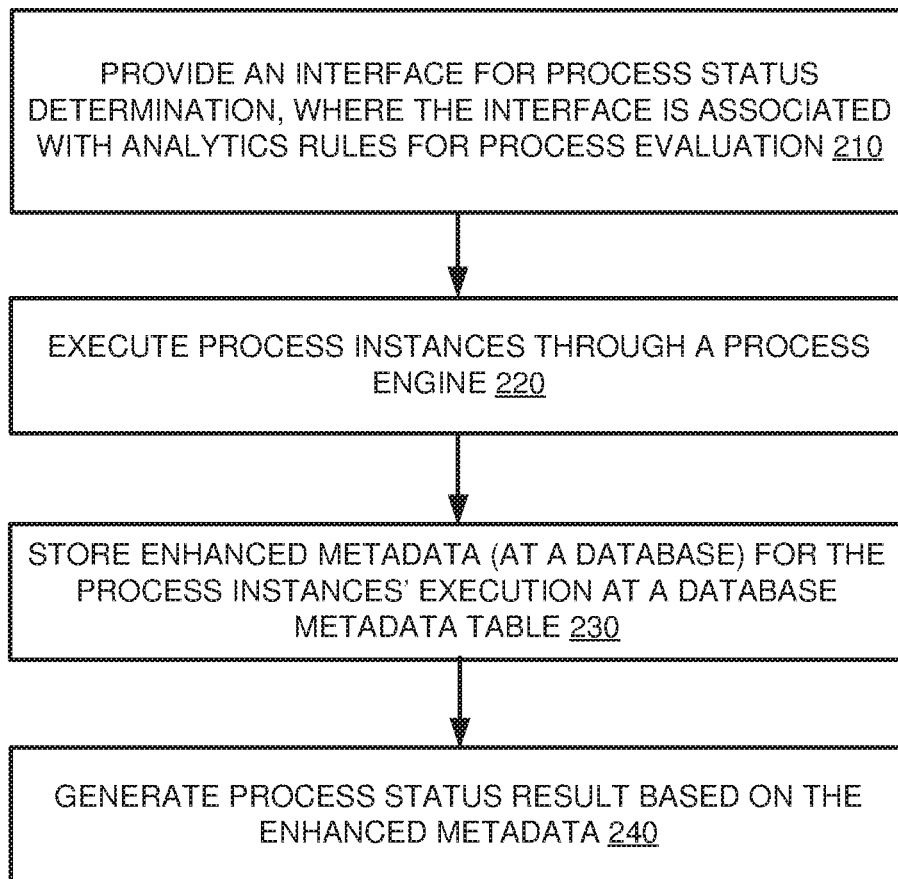 PROVIDE AN INTERFACE FOR PROCESS STATUS
DETERMINATION, WHERE THE INTERFACE IS ASSOCIATED
WITH ANALYTICS RULES FOR PROCESS EVALUATION 210
EXECUTE PROCESS INSTANCES THROUGH A PROCESS
ENGINE 220
STORE ENHANCED METADATA (AT A DATABASE) FOR THE
PROCESS INSTANCES' EXECUTION AT A DATABASE
METADATA TABLE 230
GENERATE PROCESS STATUS RESULT BASED ON THE
ENHANCED METADATA 240